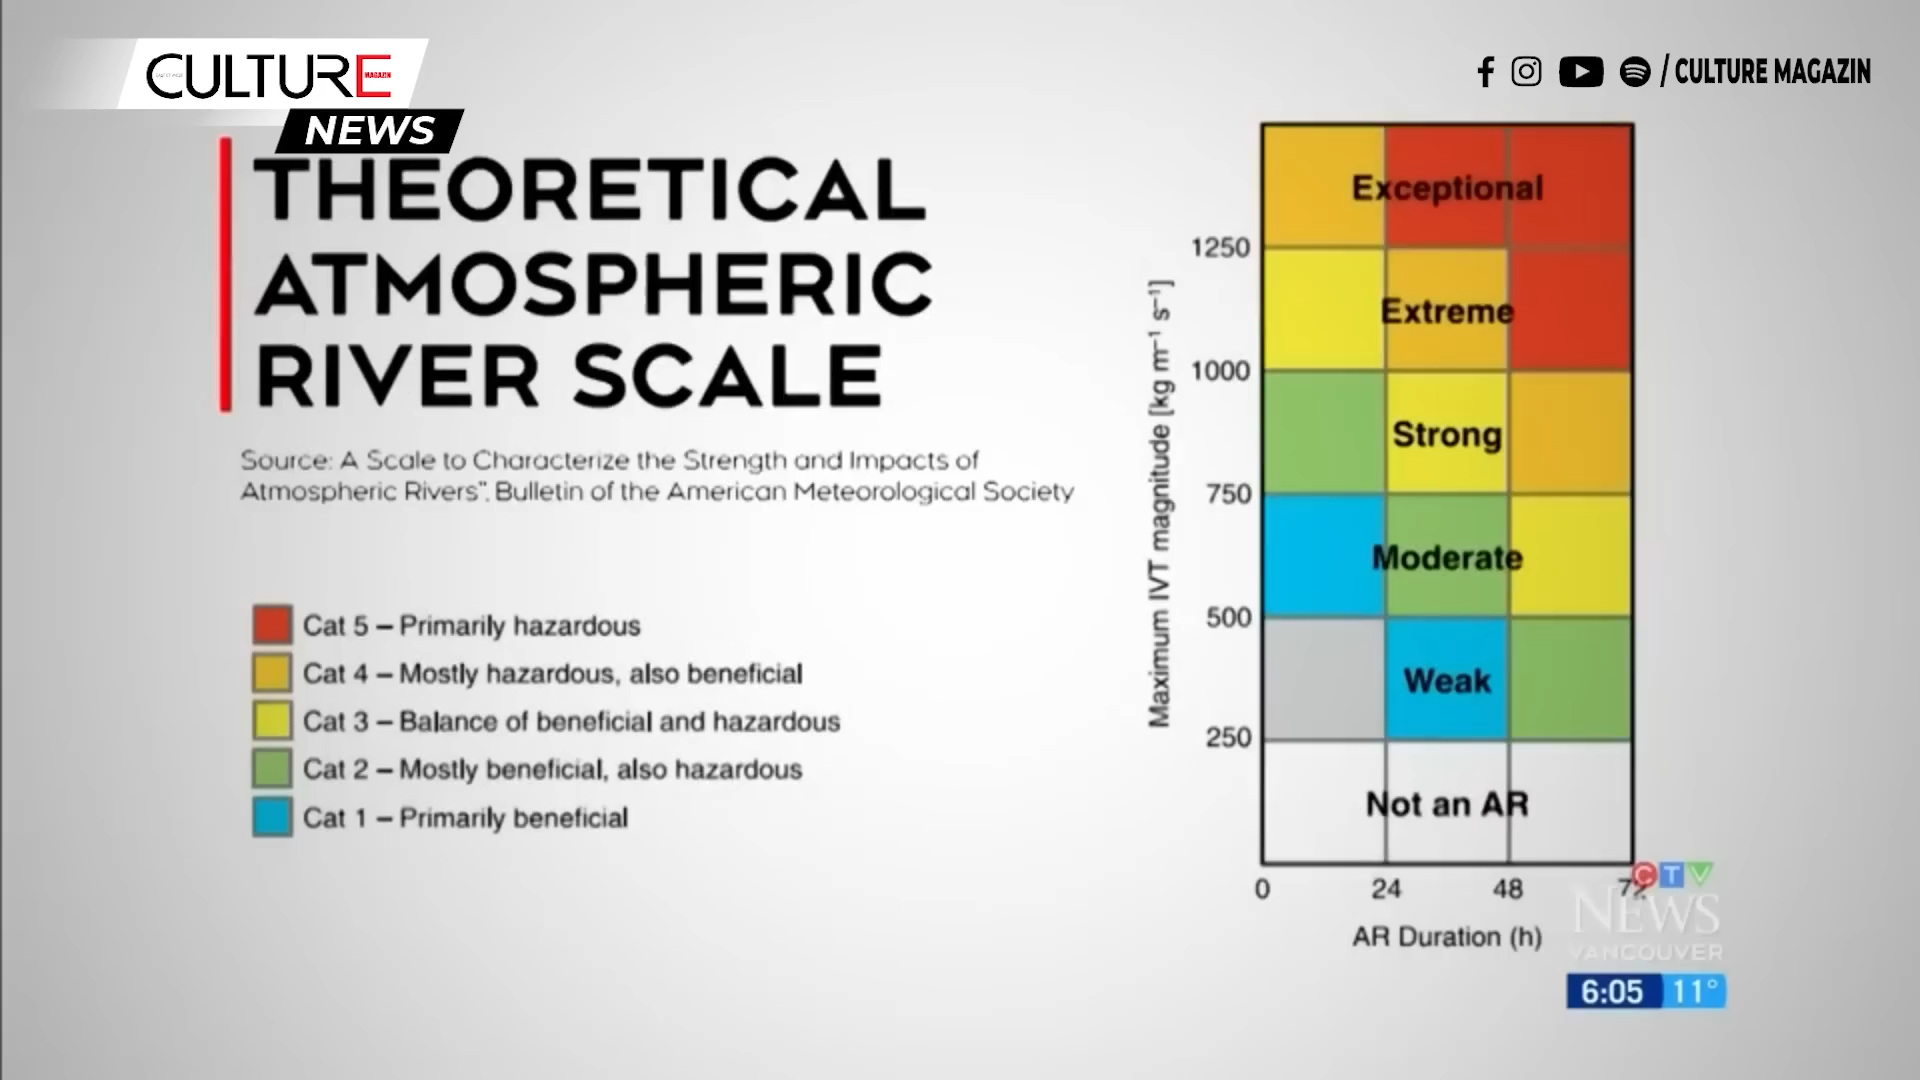 CULTURE
MAGAZIN
NEWS
/ CULTURE MAGAZIN
THEORETICAL
ATMOSPHERIC
RIVER SCALE
Source: A Scale to Characterize the Strength and Impacts of
Atmospheric Rivers”. Bulletin of the American Meteorological Society
Cat 5 – Primarily hazardous
Cat 4 – Mostly hazardous, also beneficial
Cat 3 – Balance of beneficial and hazardous
Cat 2 – Mostly beneficial, also hazardous
Cat 1 – Primarily beneficial
Maximum IVT magnitude [kg m⁻¹ s⁻¹]
Exceptional
1250
Extreme
1000
Strong
750
Moderate
500
Weak
250
Not an AR
0 24 48 72
AR Duration (h)
CTV
NEWS
VANCOUVER
6:05 11°